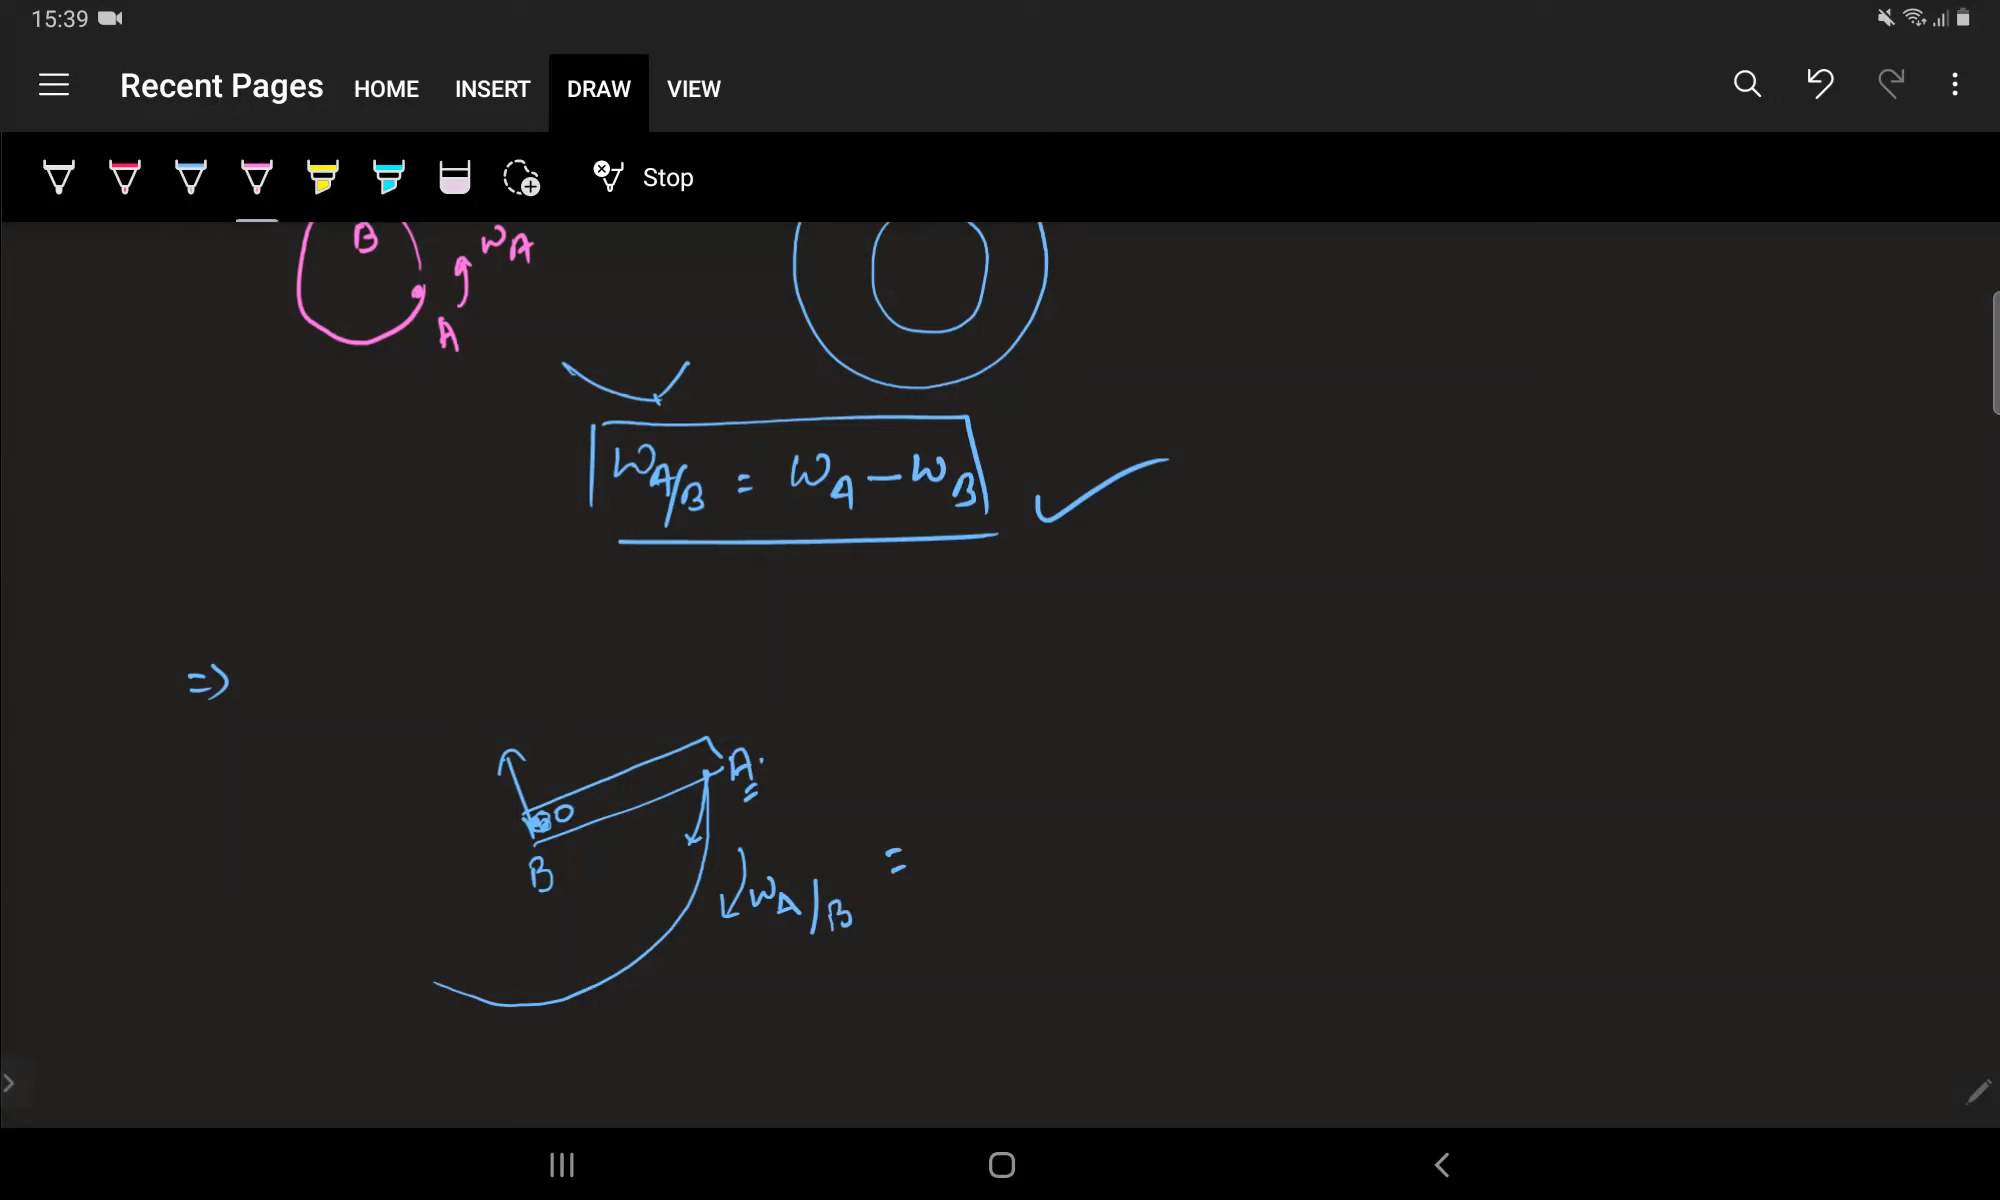 15:39
Recent Pages HOME INSERT DRAW VIEW
Stop
B ωA
A
ωA/B = ωA - ωB
=>
A
B
ωA/B =